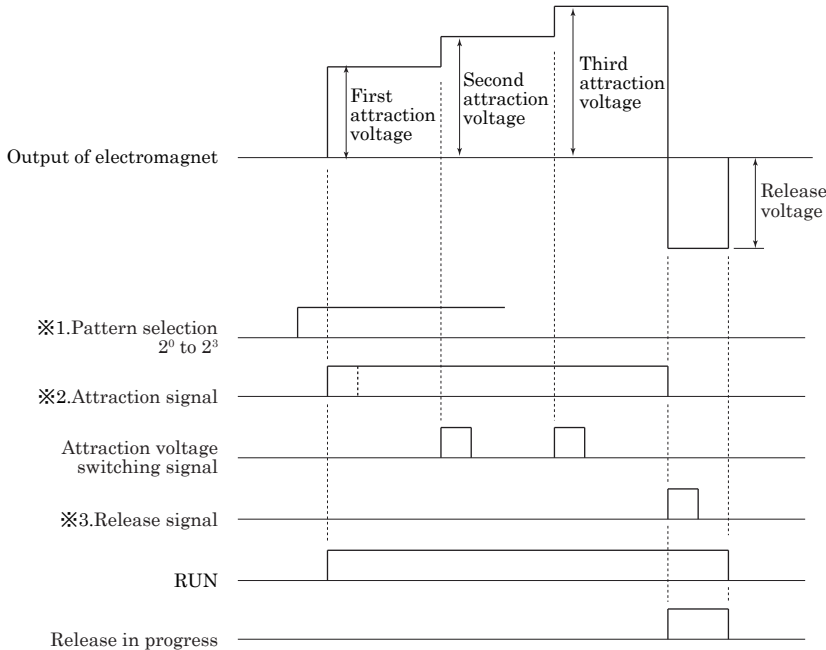 Third
attraction
voltage
Second
attraction
voltage
First
attraction
voltage
Output of electromagnet
Release
voltage
※1.Pattern selection
2⁰ to 2³
※2.Attraction signal
Attraction voltage
switching signal
※3.Release signal
RUN
Release in progress